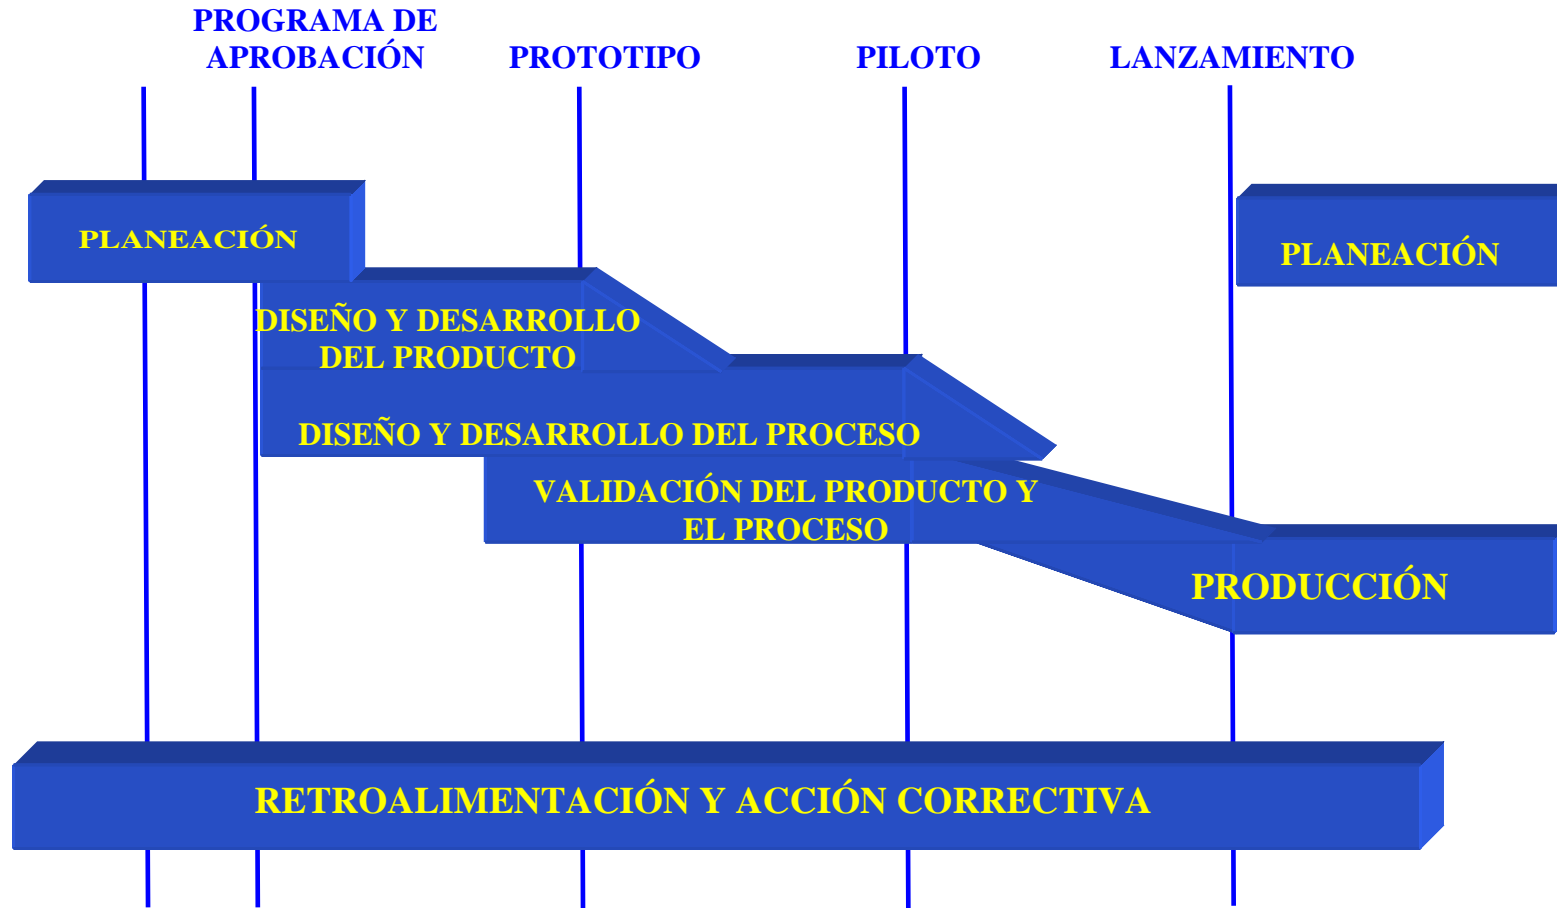 PROGRAMA DE
APROBACIÓN
PROTOTIPO
PILOTO
LANZAMIENTO
PLANEACIÓN
PLANEACIÓN
DISEÑO Y DESARROLLO
DEL PRODUCTO
DISEÑO Y DESARROLLO DEL PROCESO
VALIDACIÓN DEL PRODUCTO Y
EL PROCESO
PRODUCCIÓN
RETROALIMENTACIÓN Y ACCIÓN CORRECTIVA